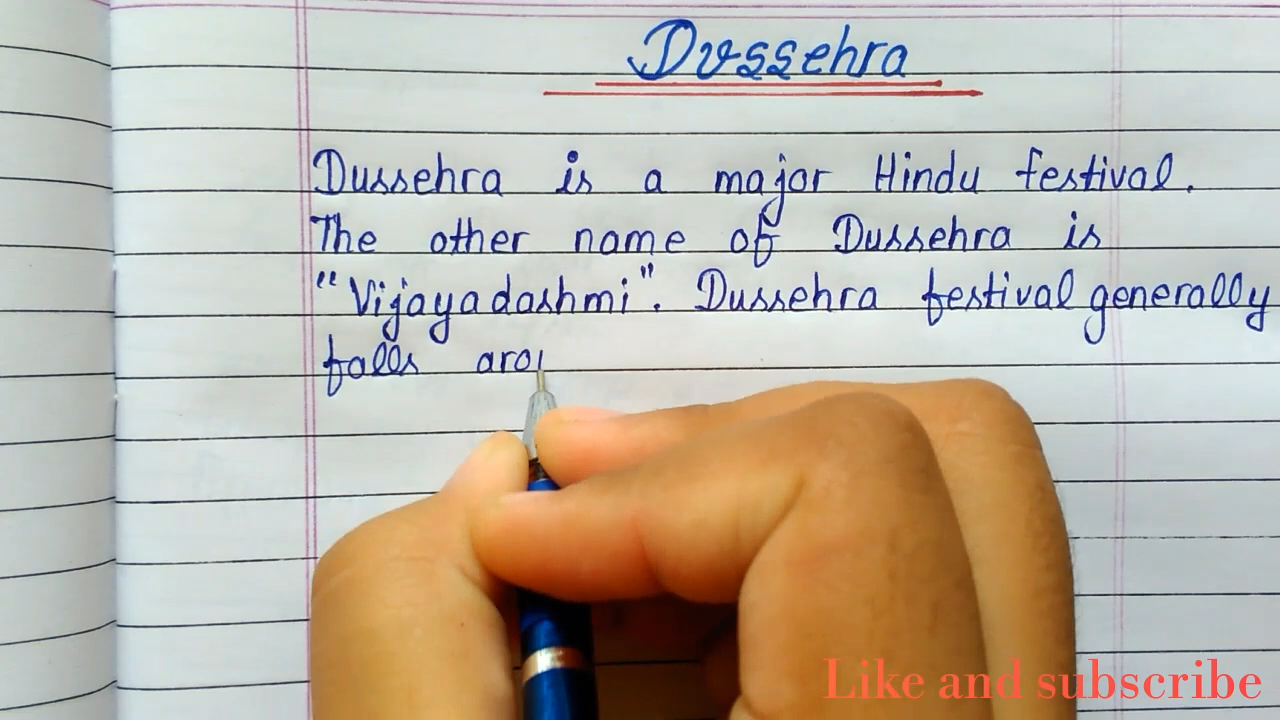 Dussehra
Dussehra is a major Hindu festival.
The other name of Dussehra is
"Vijayadashmi". Dussehra festival generally
falls aro
Like and subscribe